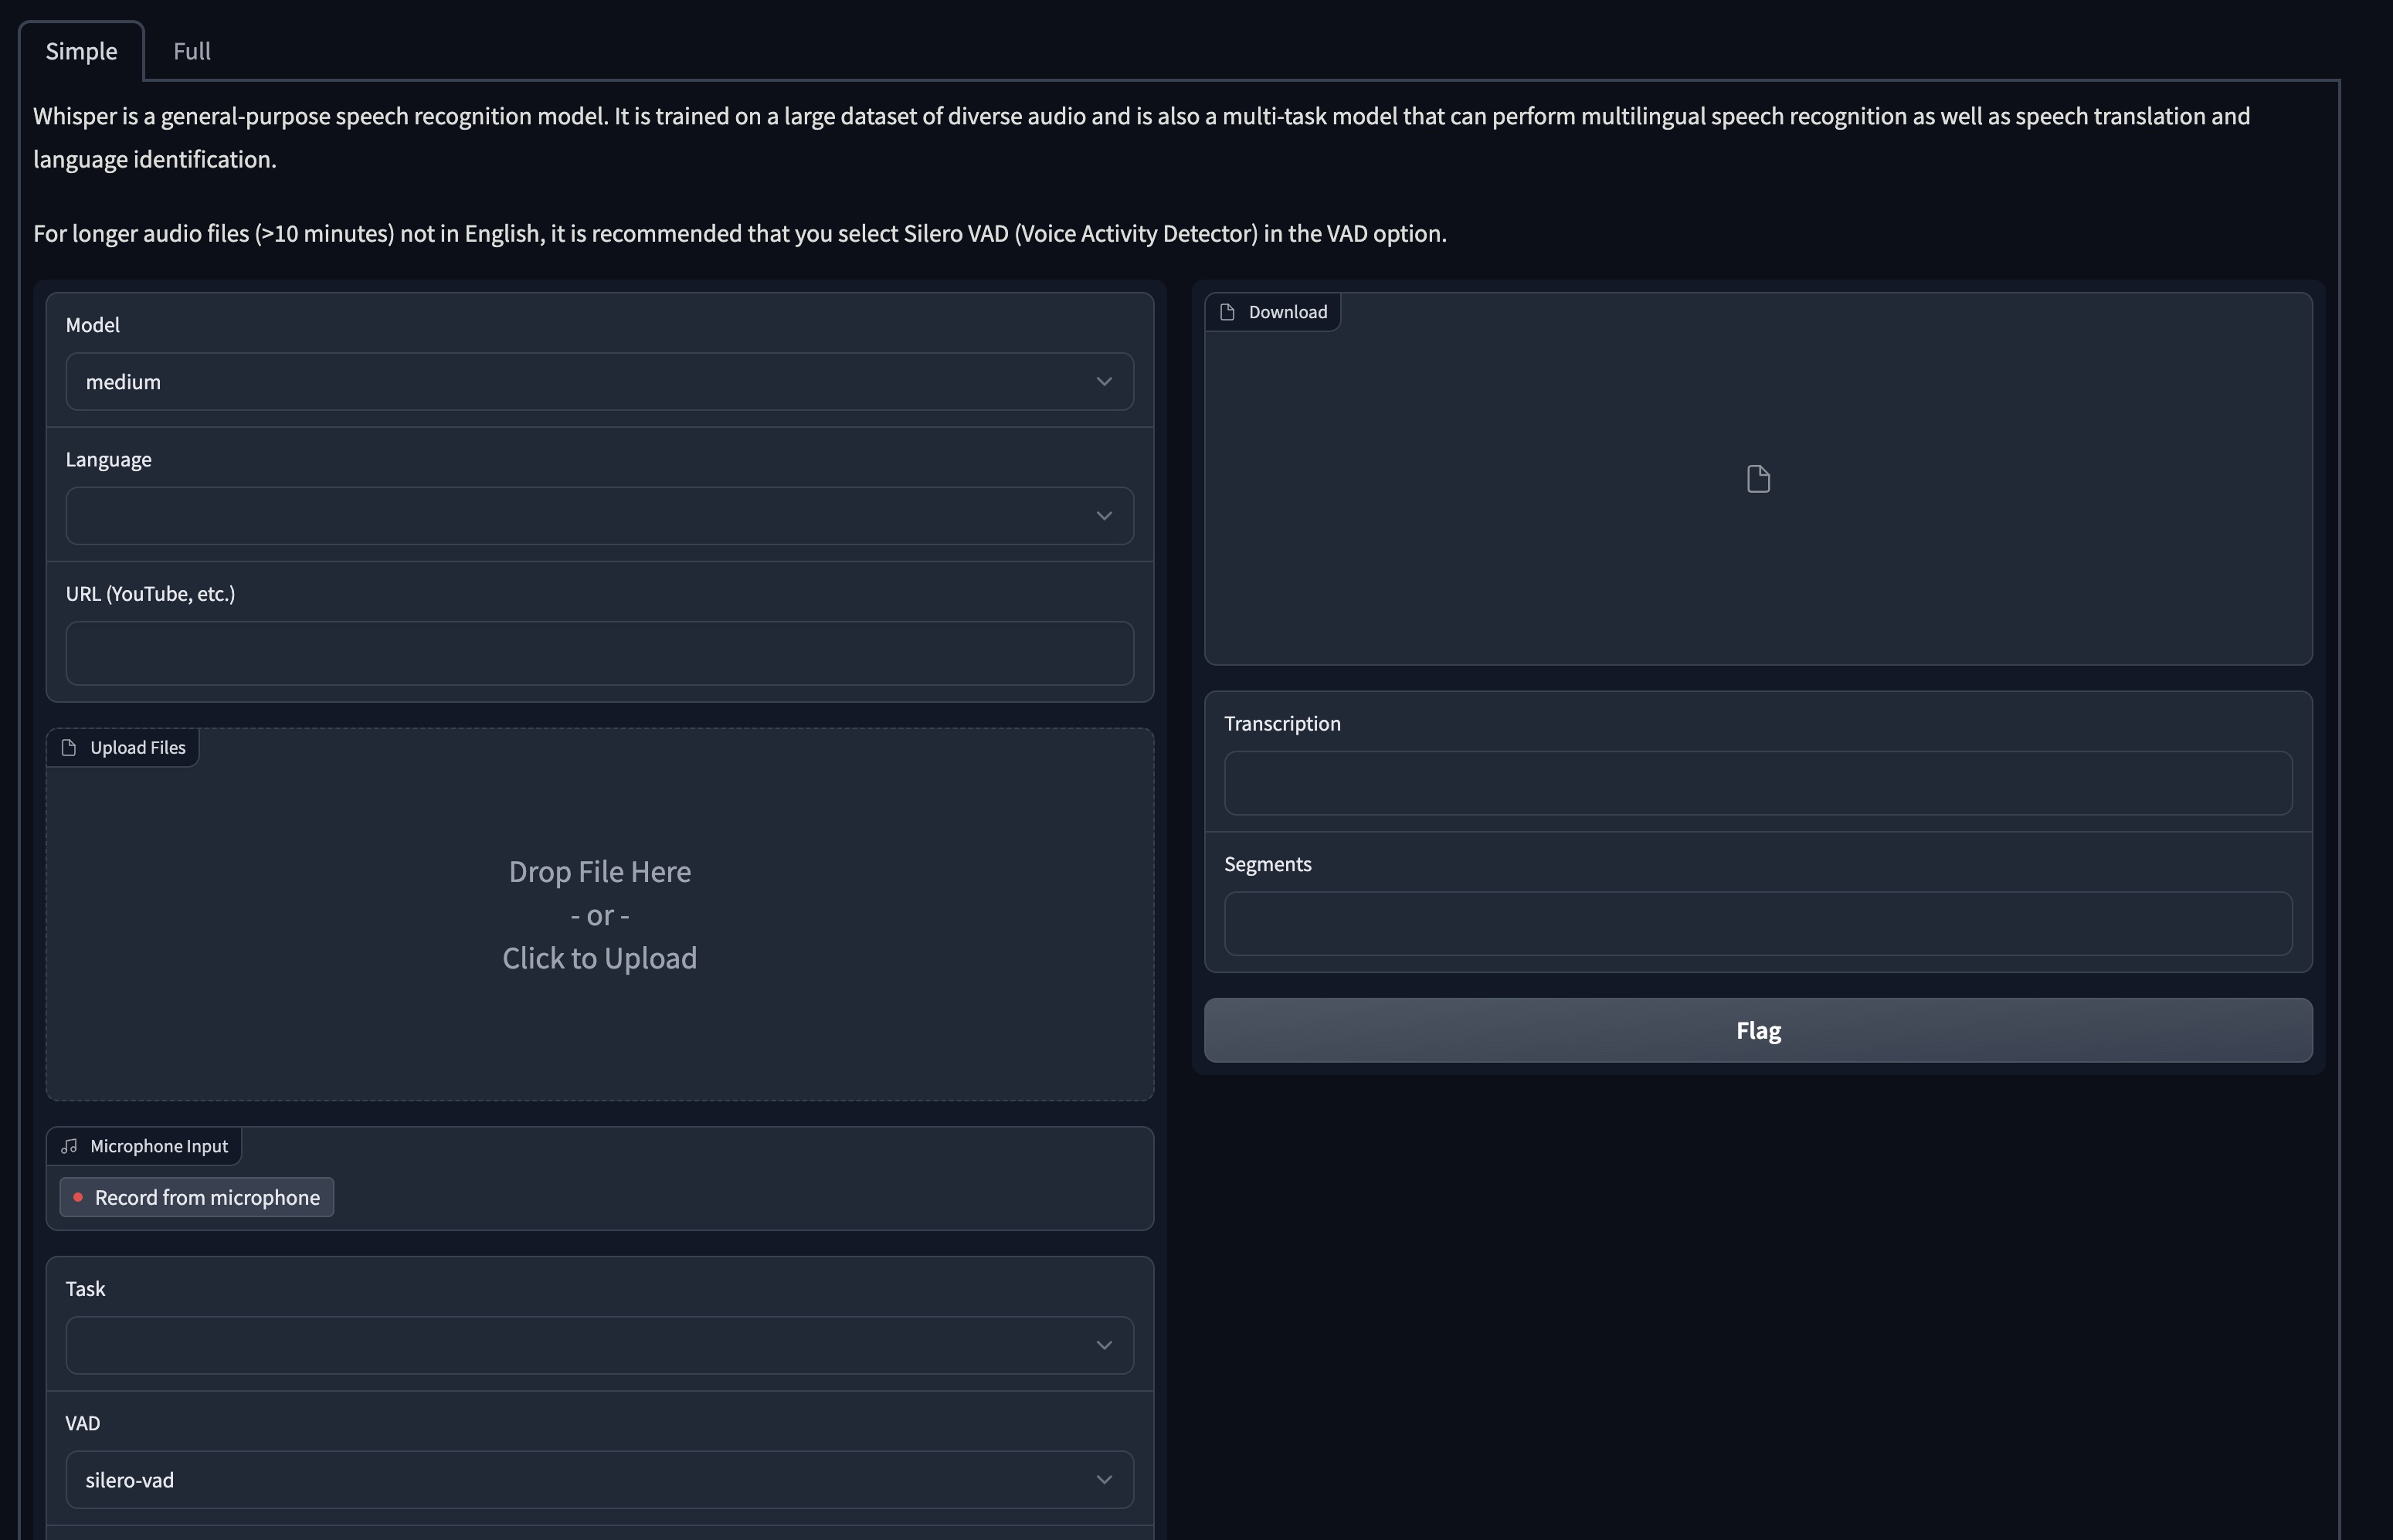 Simple
Full
Whisper is a general-purpose speech recognition model. It is trained on a large dataset of diverse audio and is also a multi-task model that can perform multilingual speech recognition as well as speech translation and
language identification.
For longer audio files (>10 minutes) not in English, it is recommended that you select Silero VAD (Voice Activity Detector) in the VAD option.
Model
medium
Language
URL (YouTube, etc.)
Upload Files
Drop File Here
- or -
Click to Upload
Microphone Input
Record from microphone
Task
VAD
silero-vad
Download
Transcription
Segments
Flag